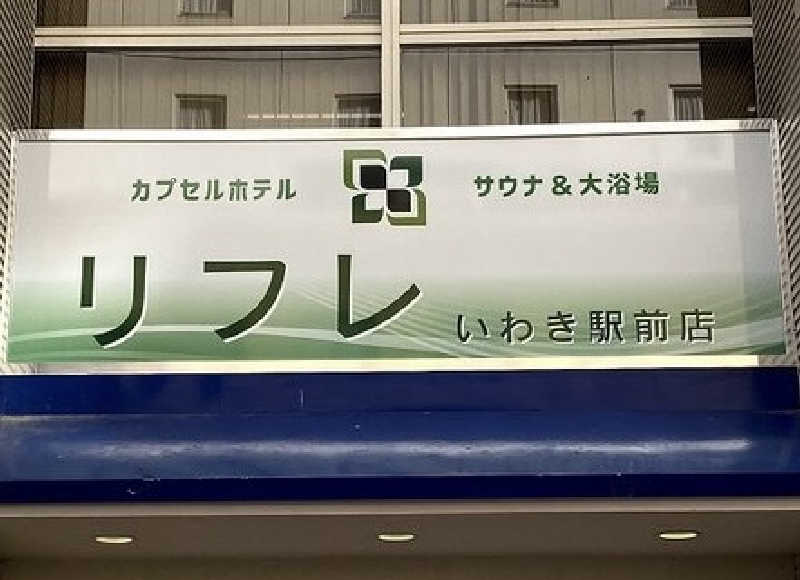 カプセルホテル
サウナ&大浴場
リフレ
いわき駅前店